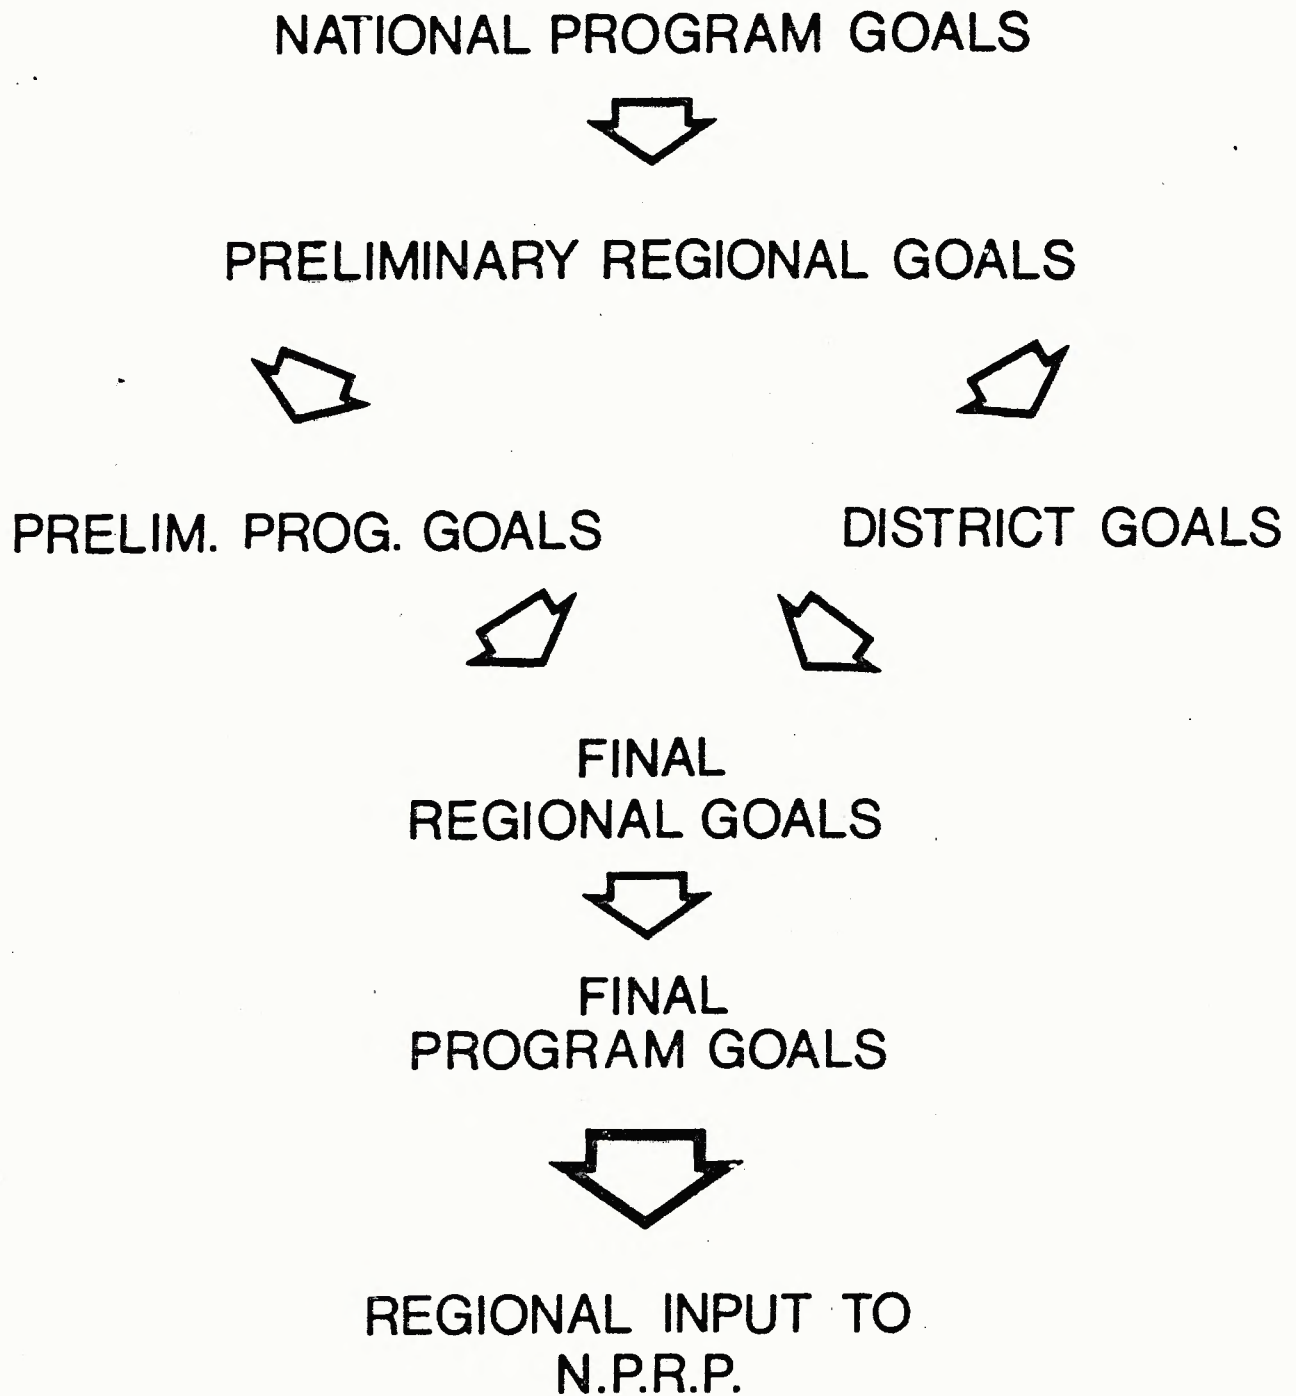 NATIONAL PROGRAM GOALS
PRELIMINARY REGIONAL GOALS
PRELIM. PROG. GOALS
DISTRICT GOALS
FINAL
REGIONAL GOALS
FINAL
PROGRAM GOALS
REGIONAL INPUT TO
N.P.R.P.